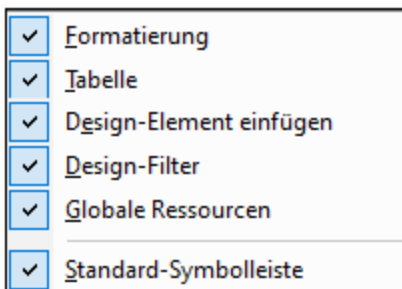 Formatierung
Tabelle
Design-Element einfügen
Design-Filter
Globale Ressourcen
Standard-Symbolleiste